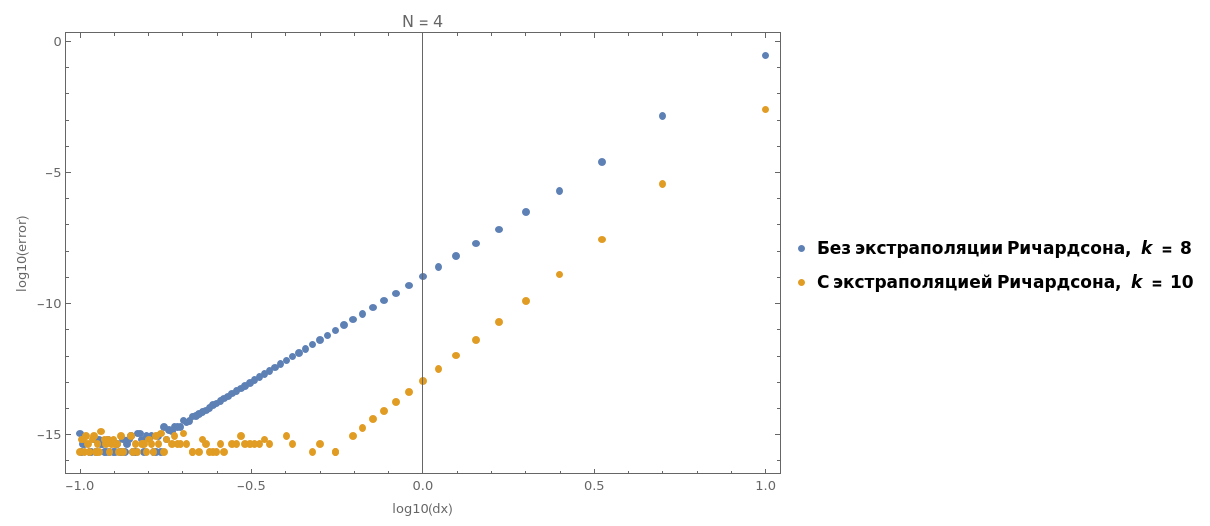 N = 4
0
−5
−10
−15
log10(error)
−1.0
−0.5
0.0
0.5
1.0
log10(dx)
Без экстраполяции Ричардсона, k = 8
С экстраполяцией Ричардсона, k = 10